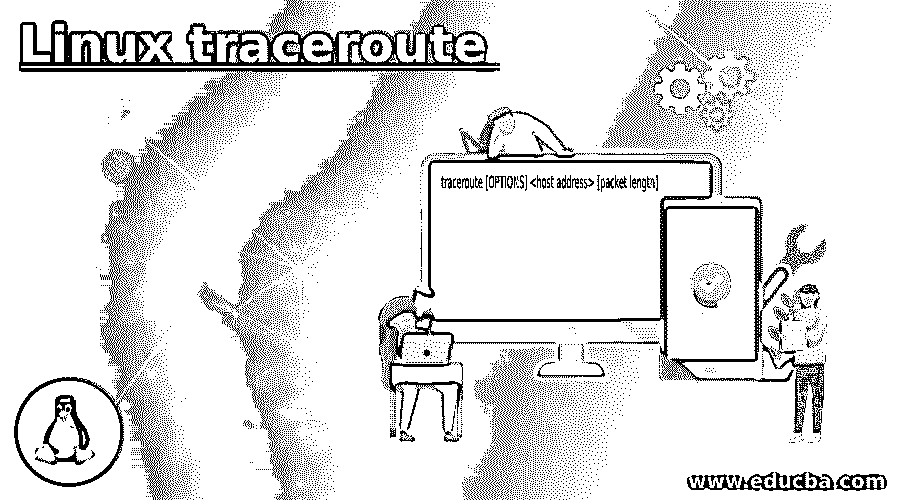 Linux traceroute
traceroute [OPTIONS] <host address> [packet length]
www.educba.com